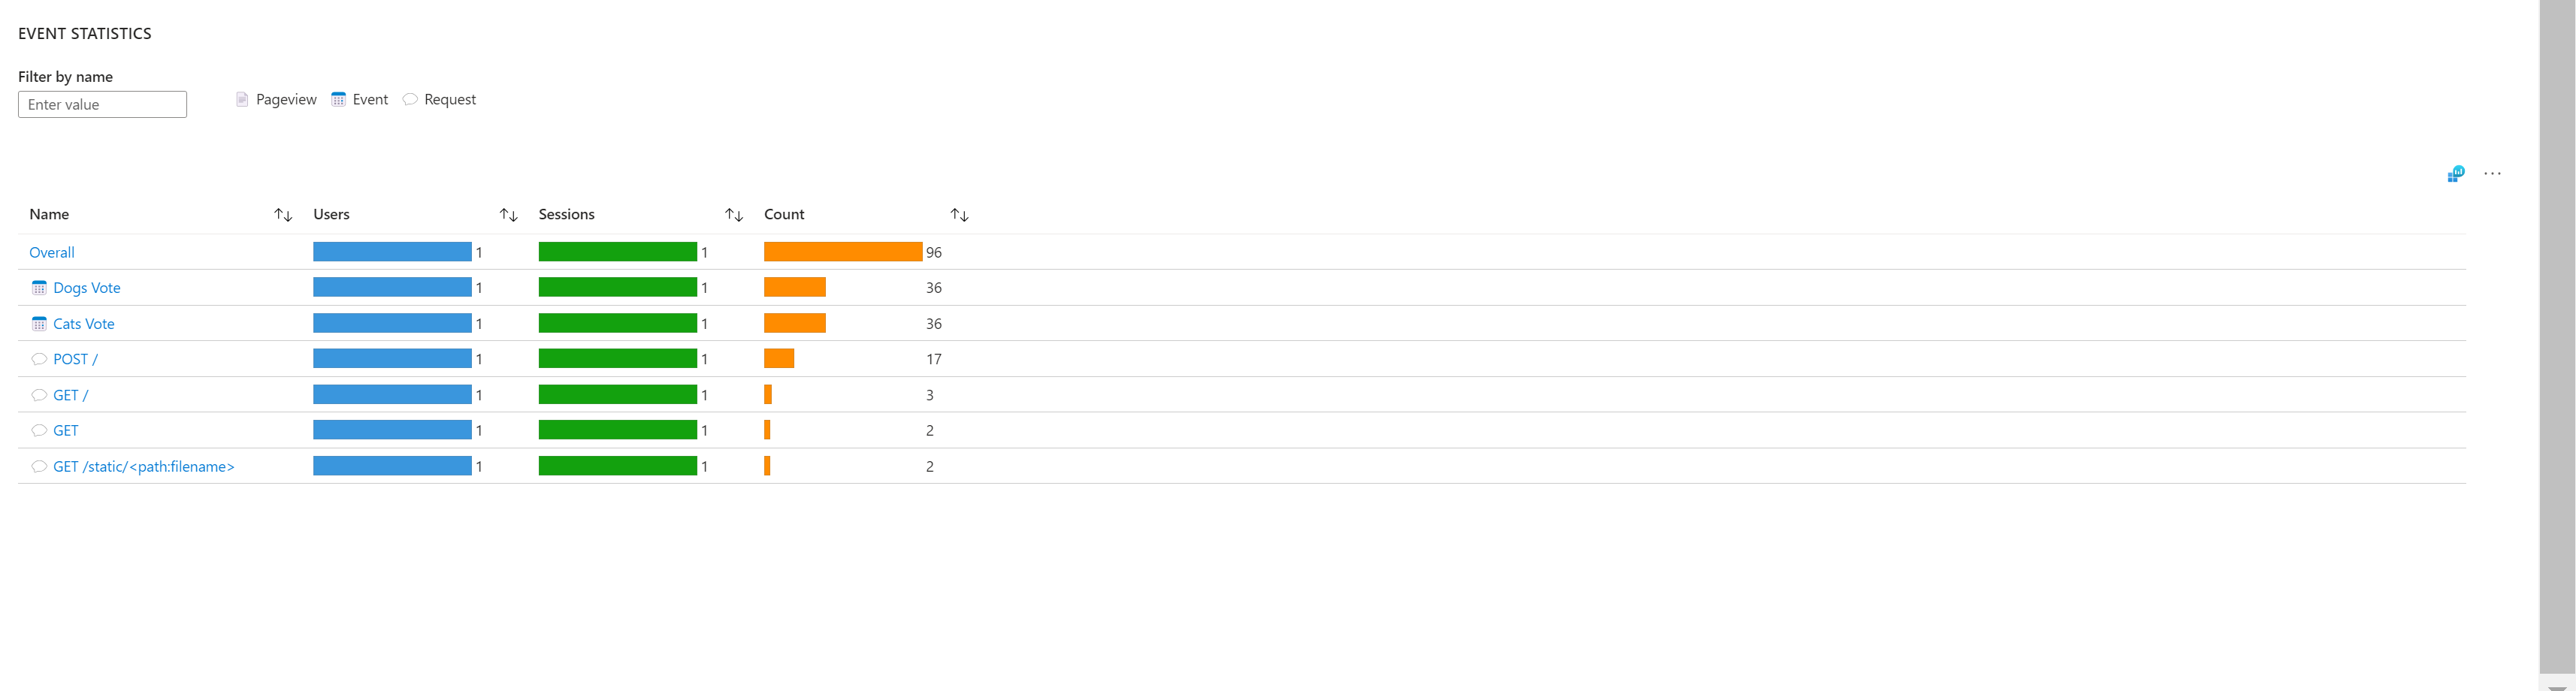 EVENT STATISTICS
Filter by name
Enter value
Pageview Event Request
Name Users Sessions Count
Overall 1 1 96
Dogs Vote 1 1 36
Cats Vote 1 1 36
POST / 1 1 17
GET / 1 1 3
GET 1 1 2
GET /static/<path:filename> 1 1 2